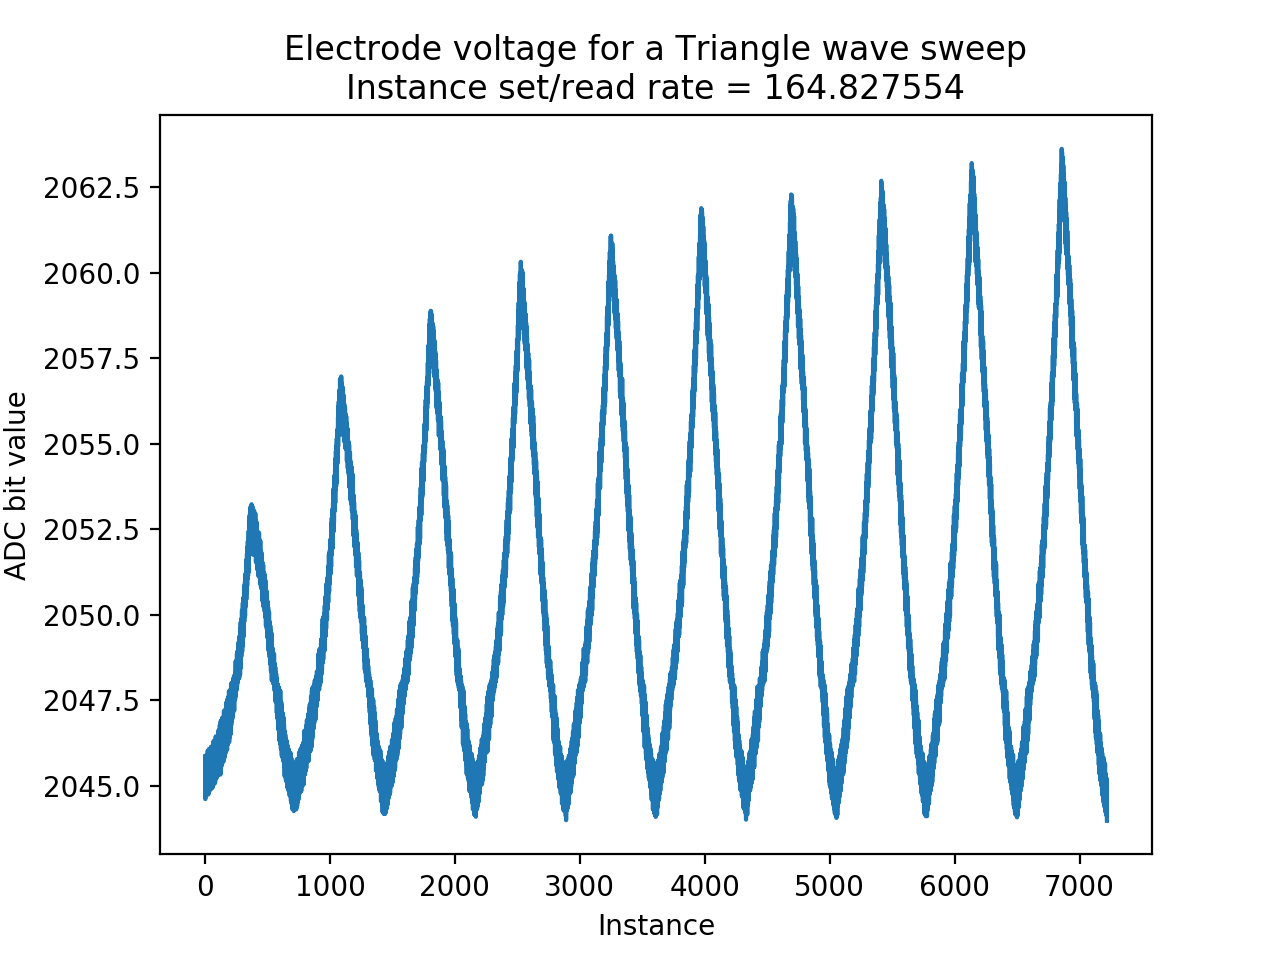 Electrode voltage for a Triangle wave sweep
Instance set/read rate = 164.827554
ADC bit value
2062.5
2060.0
2057.5
2055.0
2052.5
2050.0
2047.5
2045.0
0 1000 2000 3000 4000 5000 6000 7000
Instance